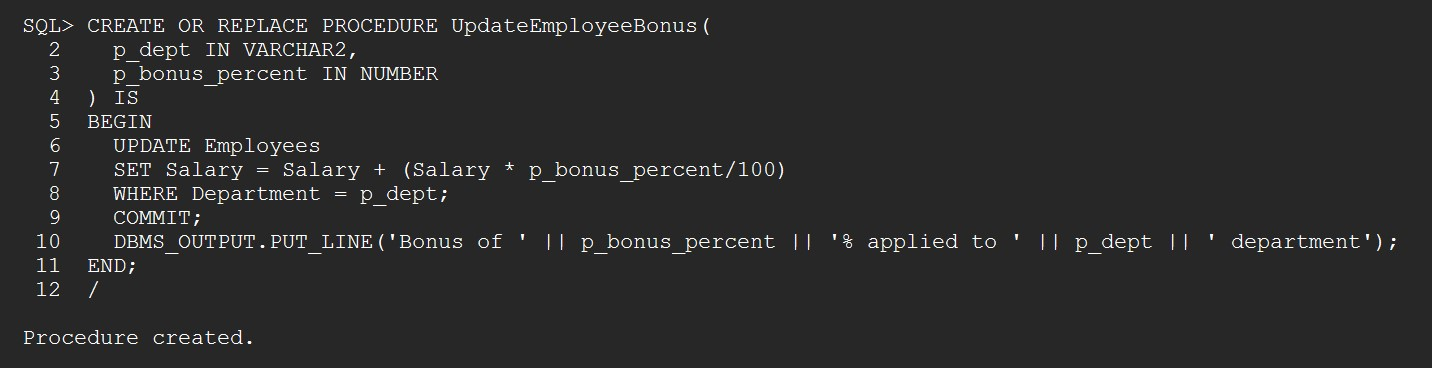 SQL> CREATE OR REPLACE PROCEDURE UpdateEmployeeBonus(
  2    p_dept IN VARCHAR2,
  3    p_bonus_percent IN NUMBER
  4  ) IS
  5  BEGIN
  6    UPDATE Employees
  7    SET Salary = Salary + (Salary * p_bonus_percent/100)
  8    WHERE Department = p_dept;
  9    COMMIT;
 10    DBMS_OUTPUT.PUT_LINE('Bonus of ' || p_bonus_percent || '% applied to ' || p_dept || ' department');
 11  END;
 12  /
Procedure created.